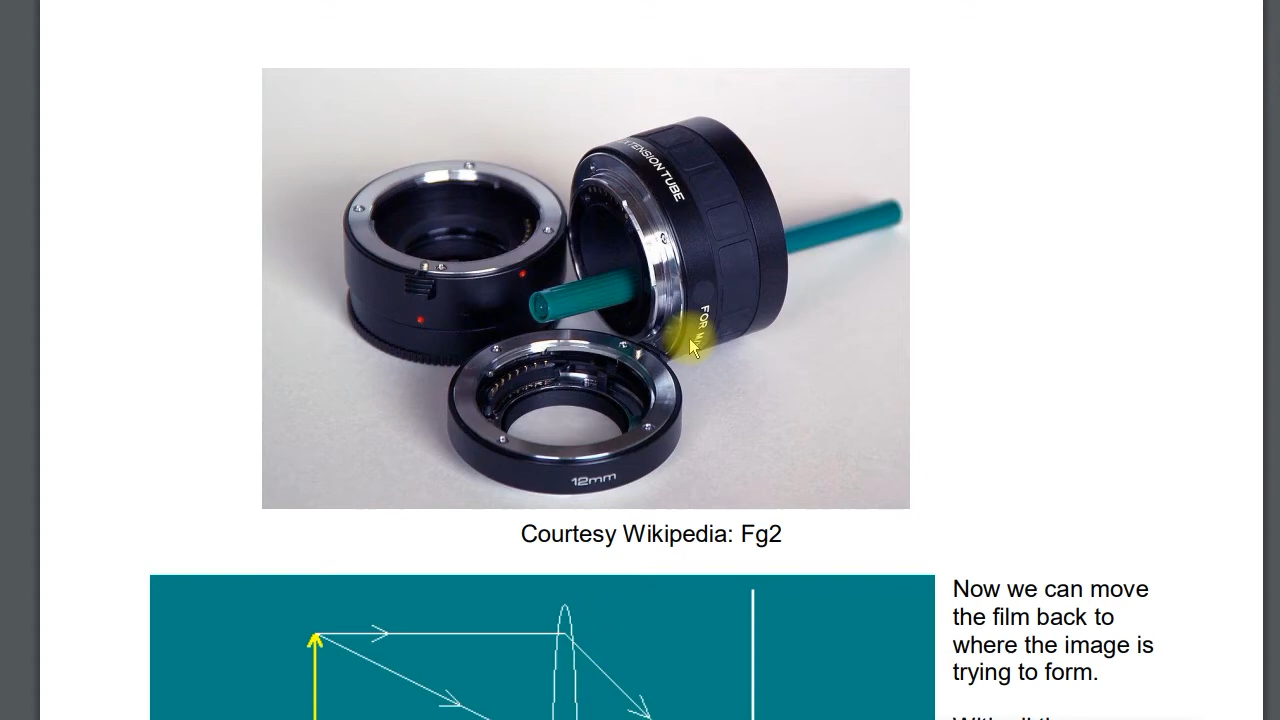 EXTENSION TUBE
FOR
12mm
Courtesy Wikipedia: Fg2
Now we can move
the film back to
where the image is
trying to form.